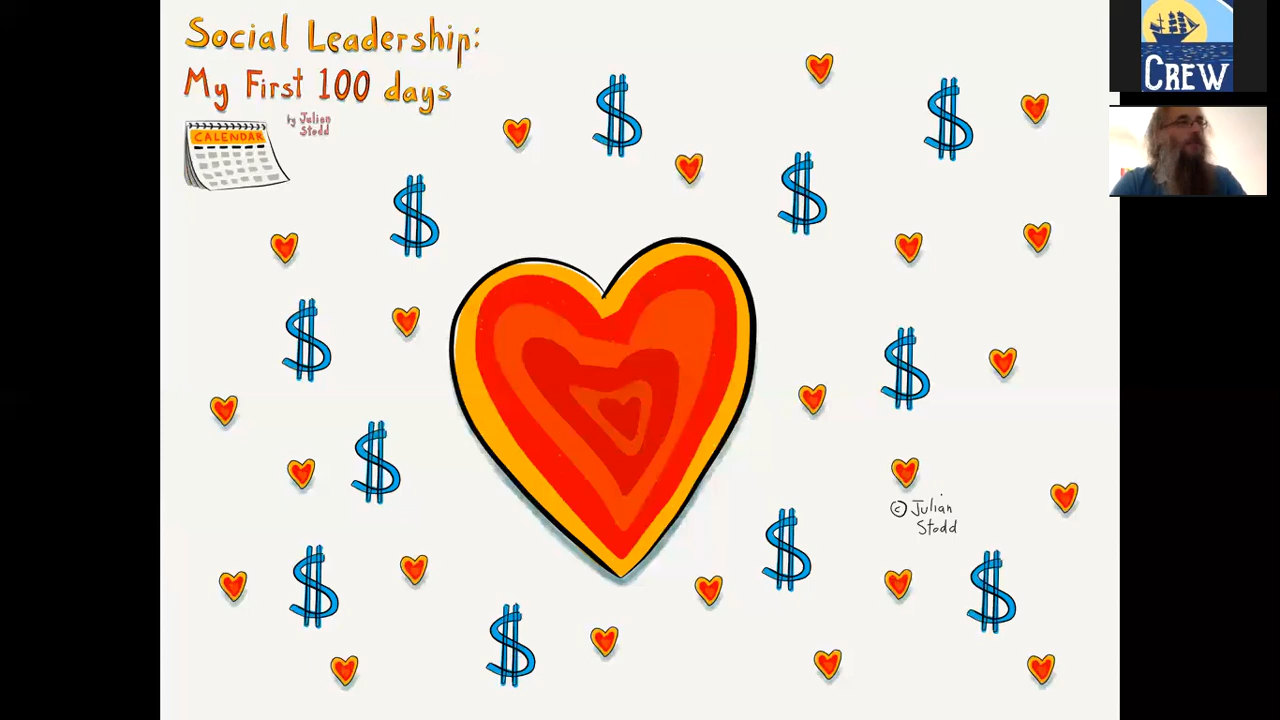 Social Leadership:
My First 100 days
by Julian
Stodd
CALENDAR
CREW
© Julian
Stodd